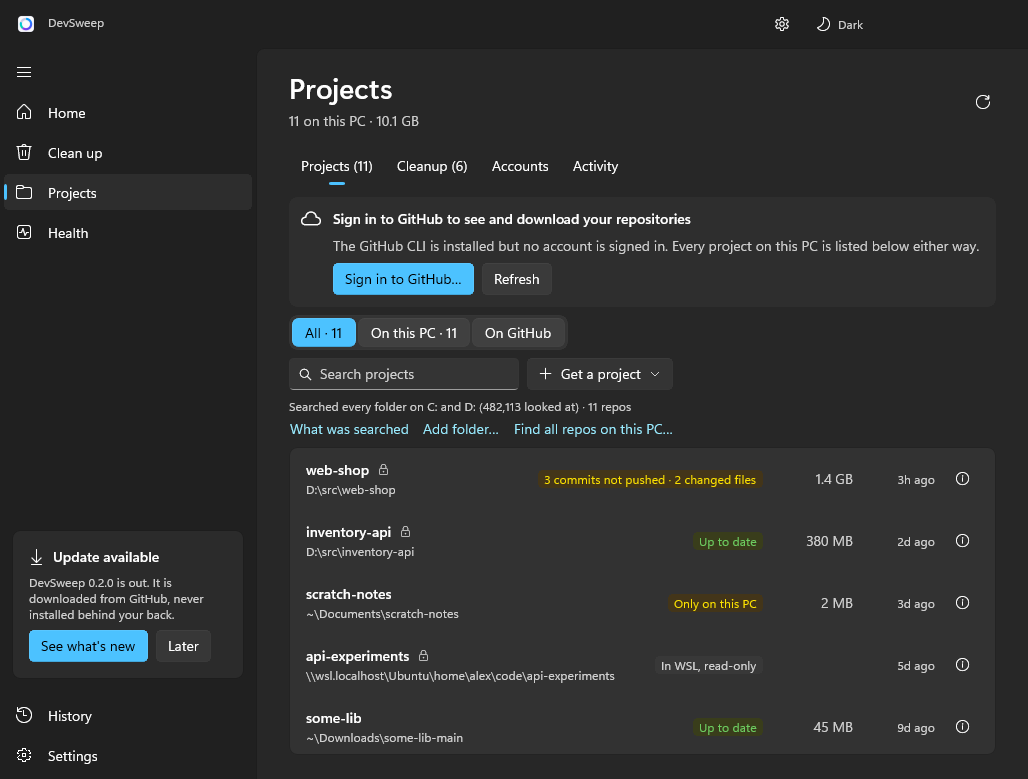 DevSweep
Dark
Home
Clean up
Projects
Health
Update available
DevSweep 0.2.0 is out. It is
downloaded from GitHub, never
installed behind your back.
See what's new
Later
History
Settings
Projects
11 on this PC · 10.1 GB
Projects (11)
Cleanup (6)
Accounts
Activity
Sign in to GitHub to see and download your repositories
The GitHub CLI is installed but no account is signed in. Every project on this PC is listed below either way.
Sign in to GitHub...
Refresh
All · 11
On this PC · 11
On GitHub
Search projects
Get a project
Searched every folder on C: and D: (482,113 looked at) · 11 repos
What was searched
Add folder...
Find all repos on this PC...
web-shop
D:\src\web-shop
3 commits not pushed · 2 changed files
1.4 GB
3h ago
inventory-api
D:\src\inventory-api
Up to date
380 MB
2d ago
scratch-notes
~\Documents\scratch-notes
Only on this PC
2 MB
3d ago
api-experiments
\\wsl.localhost\Ubuntu\home\alex\code\api-experiments
In WSL, read-only
5d ago
some-lib
~\Downloads\some-lib-main
Up to date
45 MB
9d ago